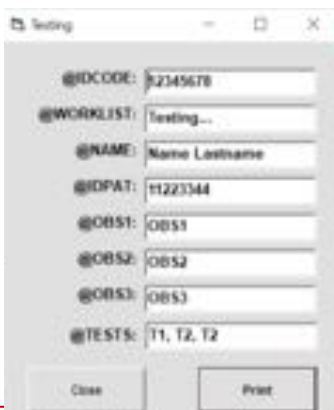 Testing
@IDCODE: 12345678
@WORKLIST: Testing...
@NAME: Name Lastname
@IDPAT: 11223344
@OBS1: OBS1
@OBS2: OBS2
@OBS3: OBS3
@TESTS: T1, T2, T2
Close Print